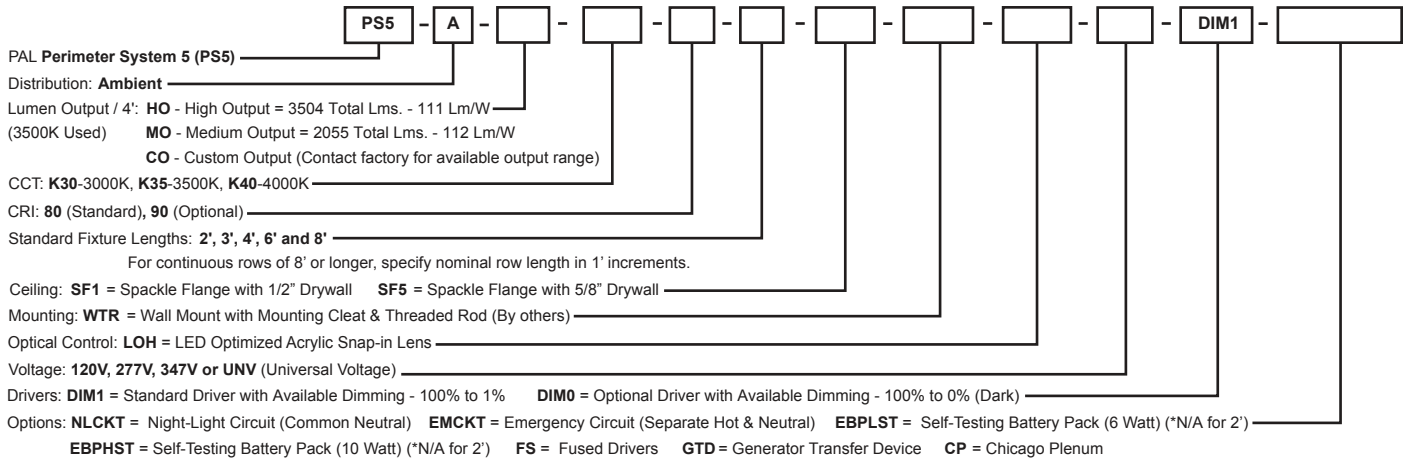 PS5 - A - - - - - - - - - DIM1 -
PAL Perimeter System 5 (PS5)
Distribution: Ambient
Lumen Output / 4': HO - High Output = 3504 Total Lms. - 111 Lm/W
(3500K Used) MO - Medium Output = 2055 Total Lms. - 112 Lm/W
CO - Custom Output (Contact factory for available output range)
CCT: K30-3000K, K35-3500K, K40-4000K
CRI: 80 (Standard), 90 (Optional)
Standard Fixture Lengths: 2', 3', 4', 6' and 8'
For continuous rows of 8’ or longer, specify nominal row length in 1’ increments.
Ceiling: SF1 = Spackle Flange with 1/2” Drywall SF5 = Spackle Flange with 5/8” Drywall
Mounting: WTR = Wall Mount with Mounting Cleat & Threaded Rod (By others)
Optical Control: LOH = LED Optimized Acrylic Snap-in Lens
Voltage: 120V, 277V, 347V or UNV (Universal Voltage)
Drivers: DIM1 = Standard Driver with Available Dimming - 100% to 1% DIM0 = Optional Driver with Available Dimming - 100% to 0% (Dark)
Options: NLCKT = Night-Light Circuit (Common Neutral) EMCKT = Emergency Circuit (Separate Hot & Neutral) EBPLST = Self-Testing Battery Pack (6 Watt) (*N/A for 2’)
EBPHST = Self-Testing Battery Pack (10 Watt) (*N/A for 2’) FS = Fused Drivers GTD = Generator Transfer Device CP = Chicago Plenum